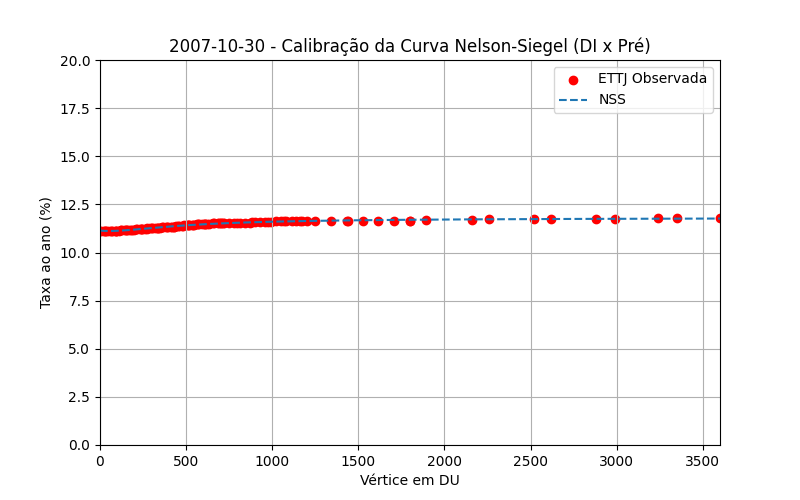 2007-10-30 - Calibração da Curva Nelson-Siegel (DI x Pré)
ETTJ Observada
NSS
Taxa ao ano (%)
20.0
17.5
15.0
12.5
10.0
7.5
5.0
2.5
0.0
0 500 1000 1500 2000 2500 3000 3500
Vértice em DU